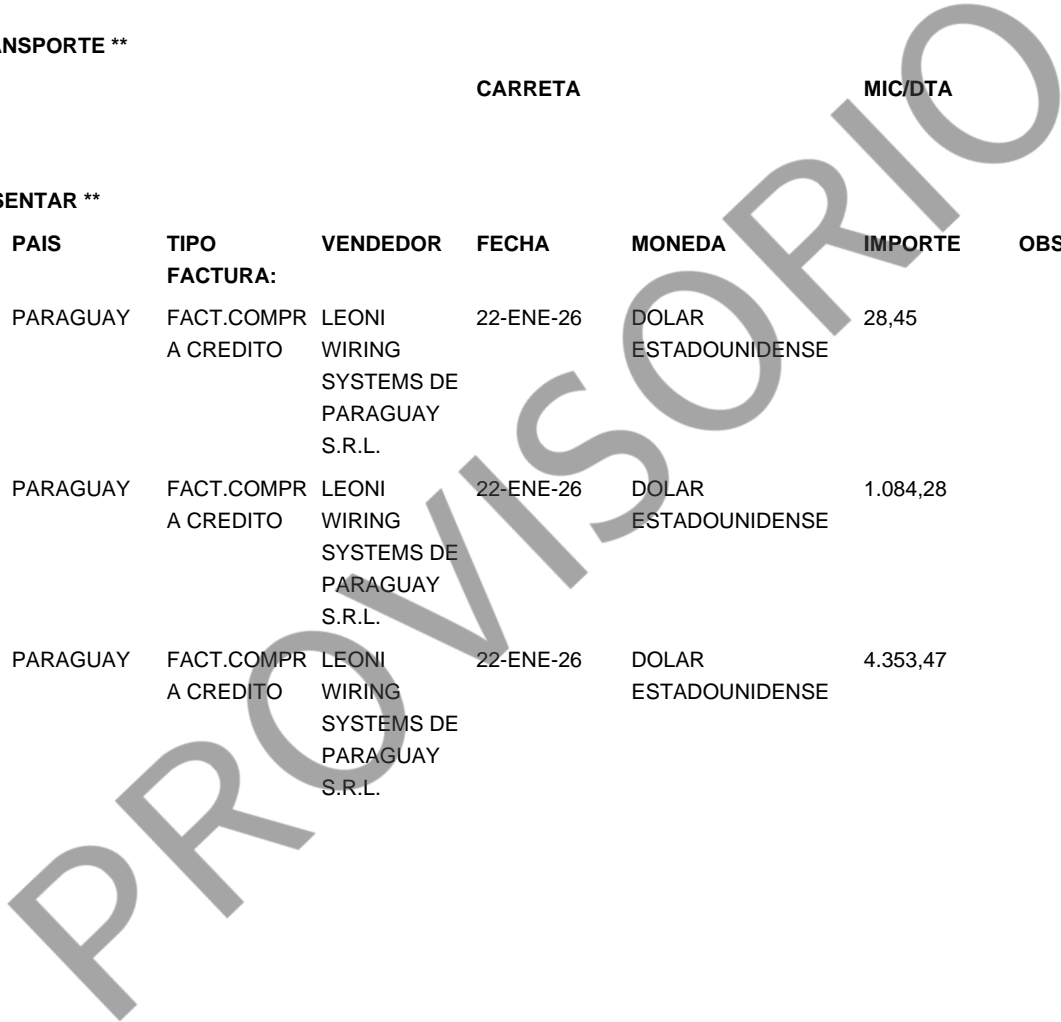 ANSPORTE **
CARRETA MIC/DTA
SENTAR **
PAIS TIPO VENDEDOR FECHA MONEDA IMPORTE OBS
FACTURA:
PARAGUAY FACT.COMPR LEONI 22-ENE-26 DOLAR 28,45
A CREDITO WIRING ESTADOUNIDENSE
SYSTEMS DE
PARAGUAY
S.R.L.
PARAGUAY FACT.COMPR LEONI 22-ENE-26 DOLAR 1.084,28
A CREDITO WIRING ESTADOUNIDENSE
SYSTEMS DE
PARAGUAY
S.R.L.
PARAGUAY FACT.COMPR LEONI 22-ENE-26 DOLAR 4.353,47
A CREDITO WIRING ESTADOUNIDENSE
SYSTEMS DE
PARAGUAY
S.R.L.
PROVISORIO